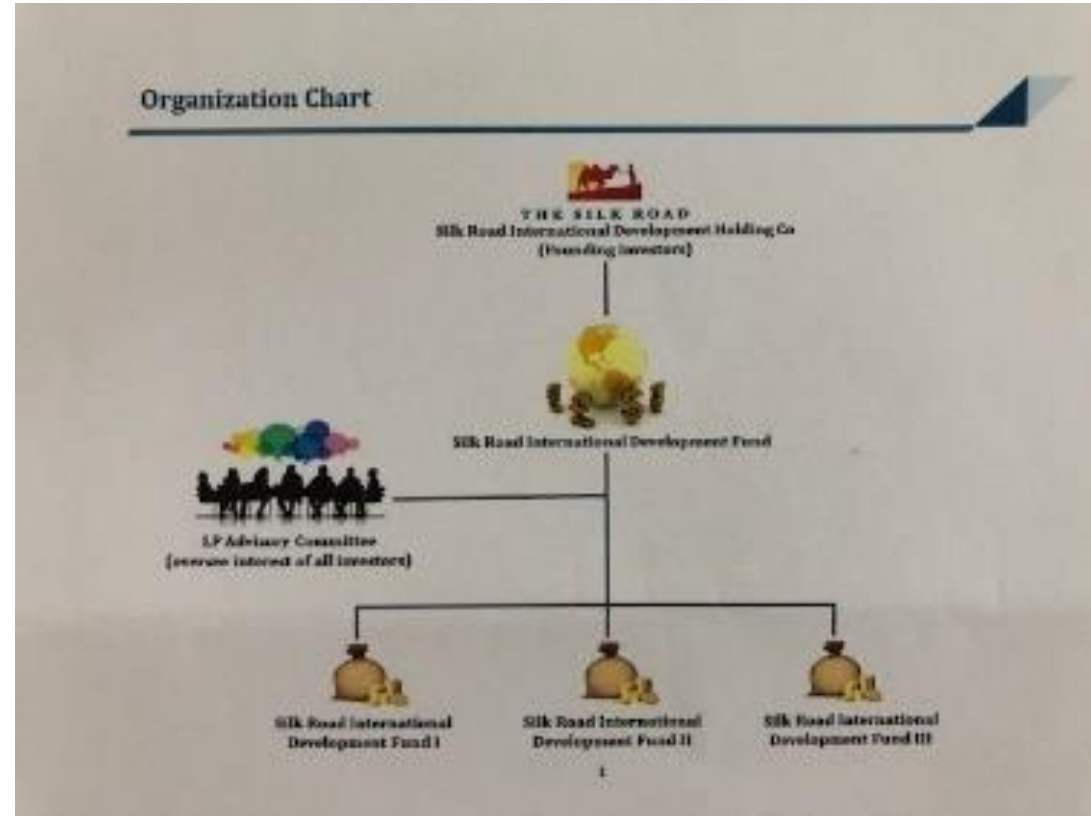 Organization Chart
THE SILK ROAD
Silk Road International Development Holding Co
(Founding investors)
Silk Road International Development Fund
LP Advisory Committee
(oversee interest of all investors)
Silk Road International
Development Fund I
Silk Road International
Development Fund II
Silk Road International
Development Fund III
1